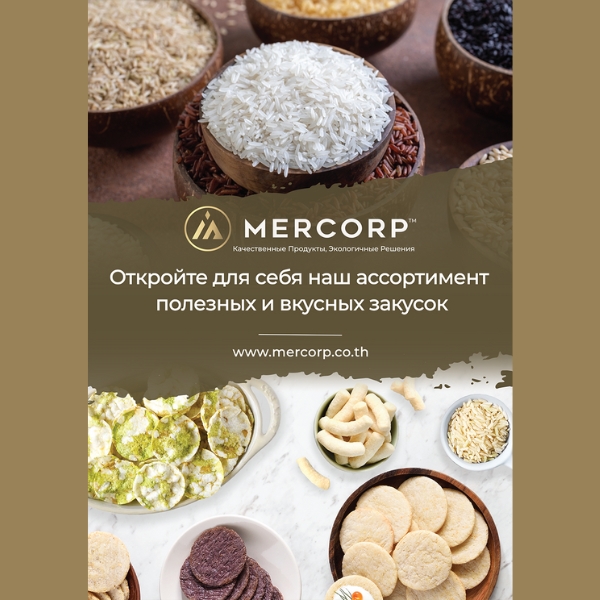 MERCORP™
Качественные Продукты, Экологичные Решения
Откройте для себя наш ассортимент
полезных и вкусных закусок
www.mercorp.co.th